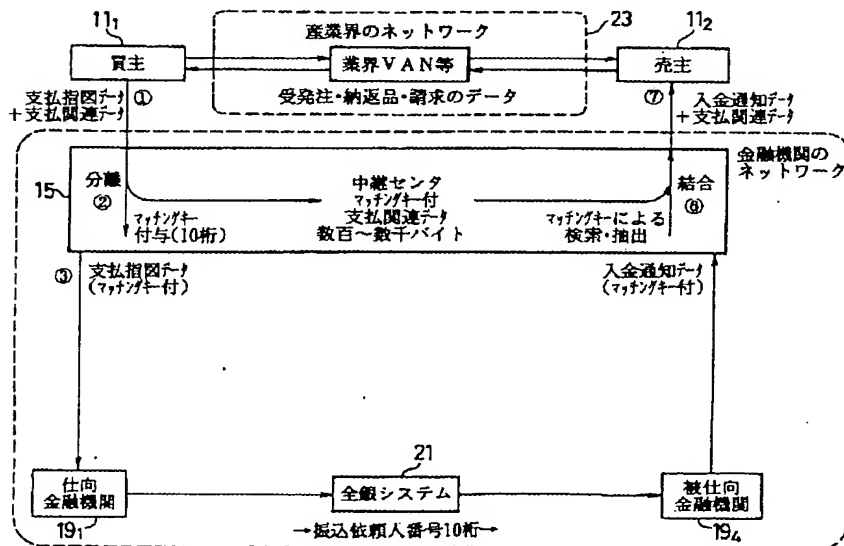 11₁
産業界のネットワーク
23
11₂
買主
業界VAN等
売主
支払指図データ
+支払関連データ
①
受発注・納返品・請求のデータ
⑦
入金通知データ
+支払関連データ
金融機関の
ネットワーク
15
分離
②
中継センタ
マッチングキー付
支払関連データ
数百~数千バイト
結合
⑥
マッチングキー
付与(10桁)
マッチングキーによる
検索・抽出
③
支払指図データ
(マッチングキー付)
入金通知データ
(マッチングキー付)
仕向
金融機関
21
全銀システム
被仕向
金融機関
19₁
→振込依頼人番号10桁→
19₄